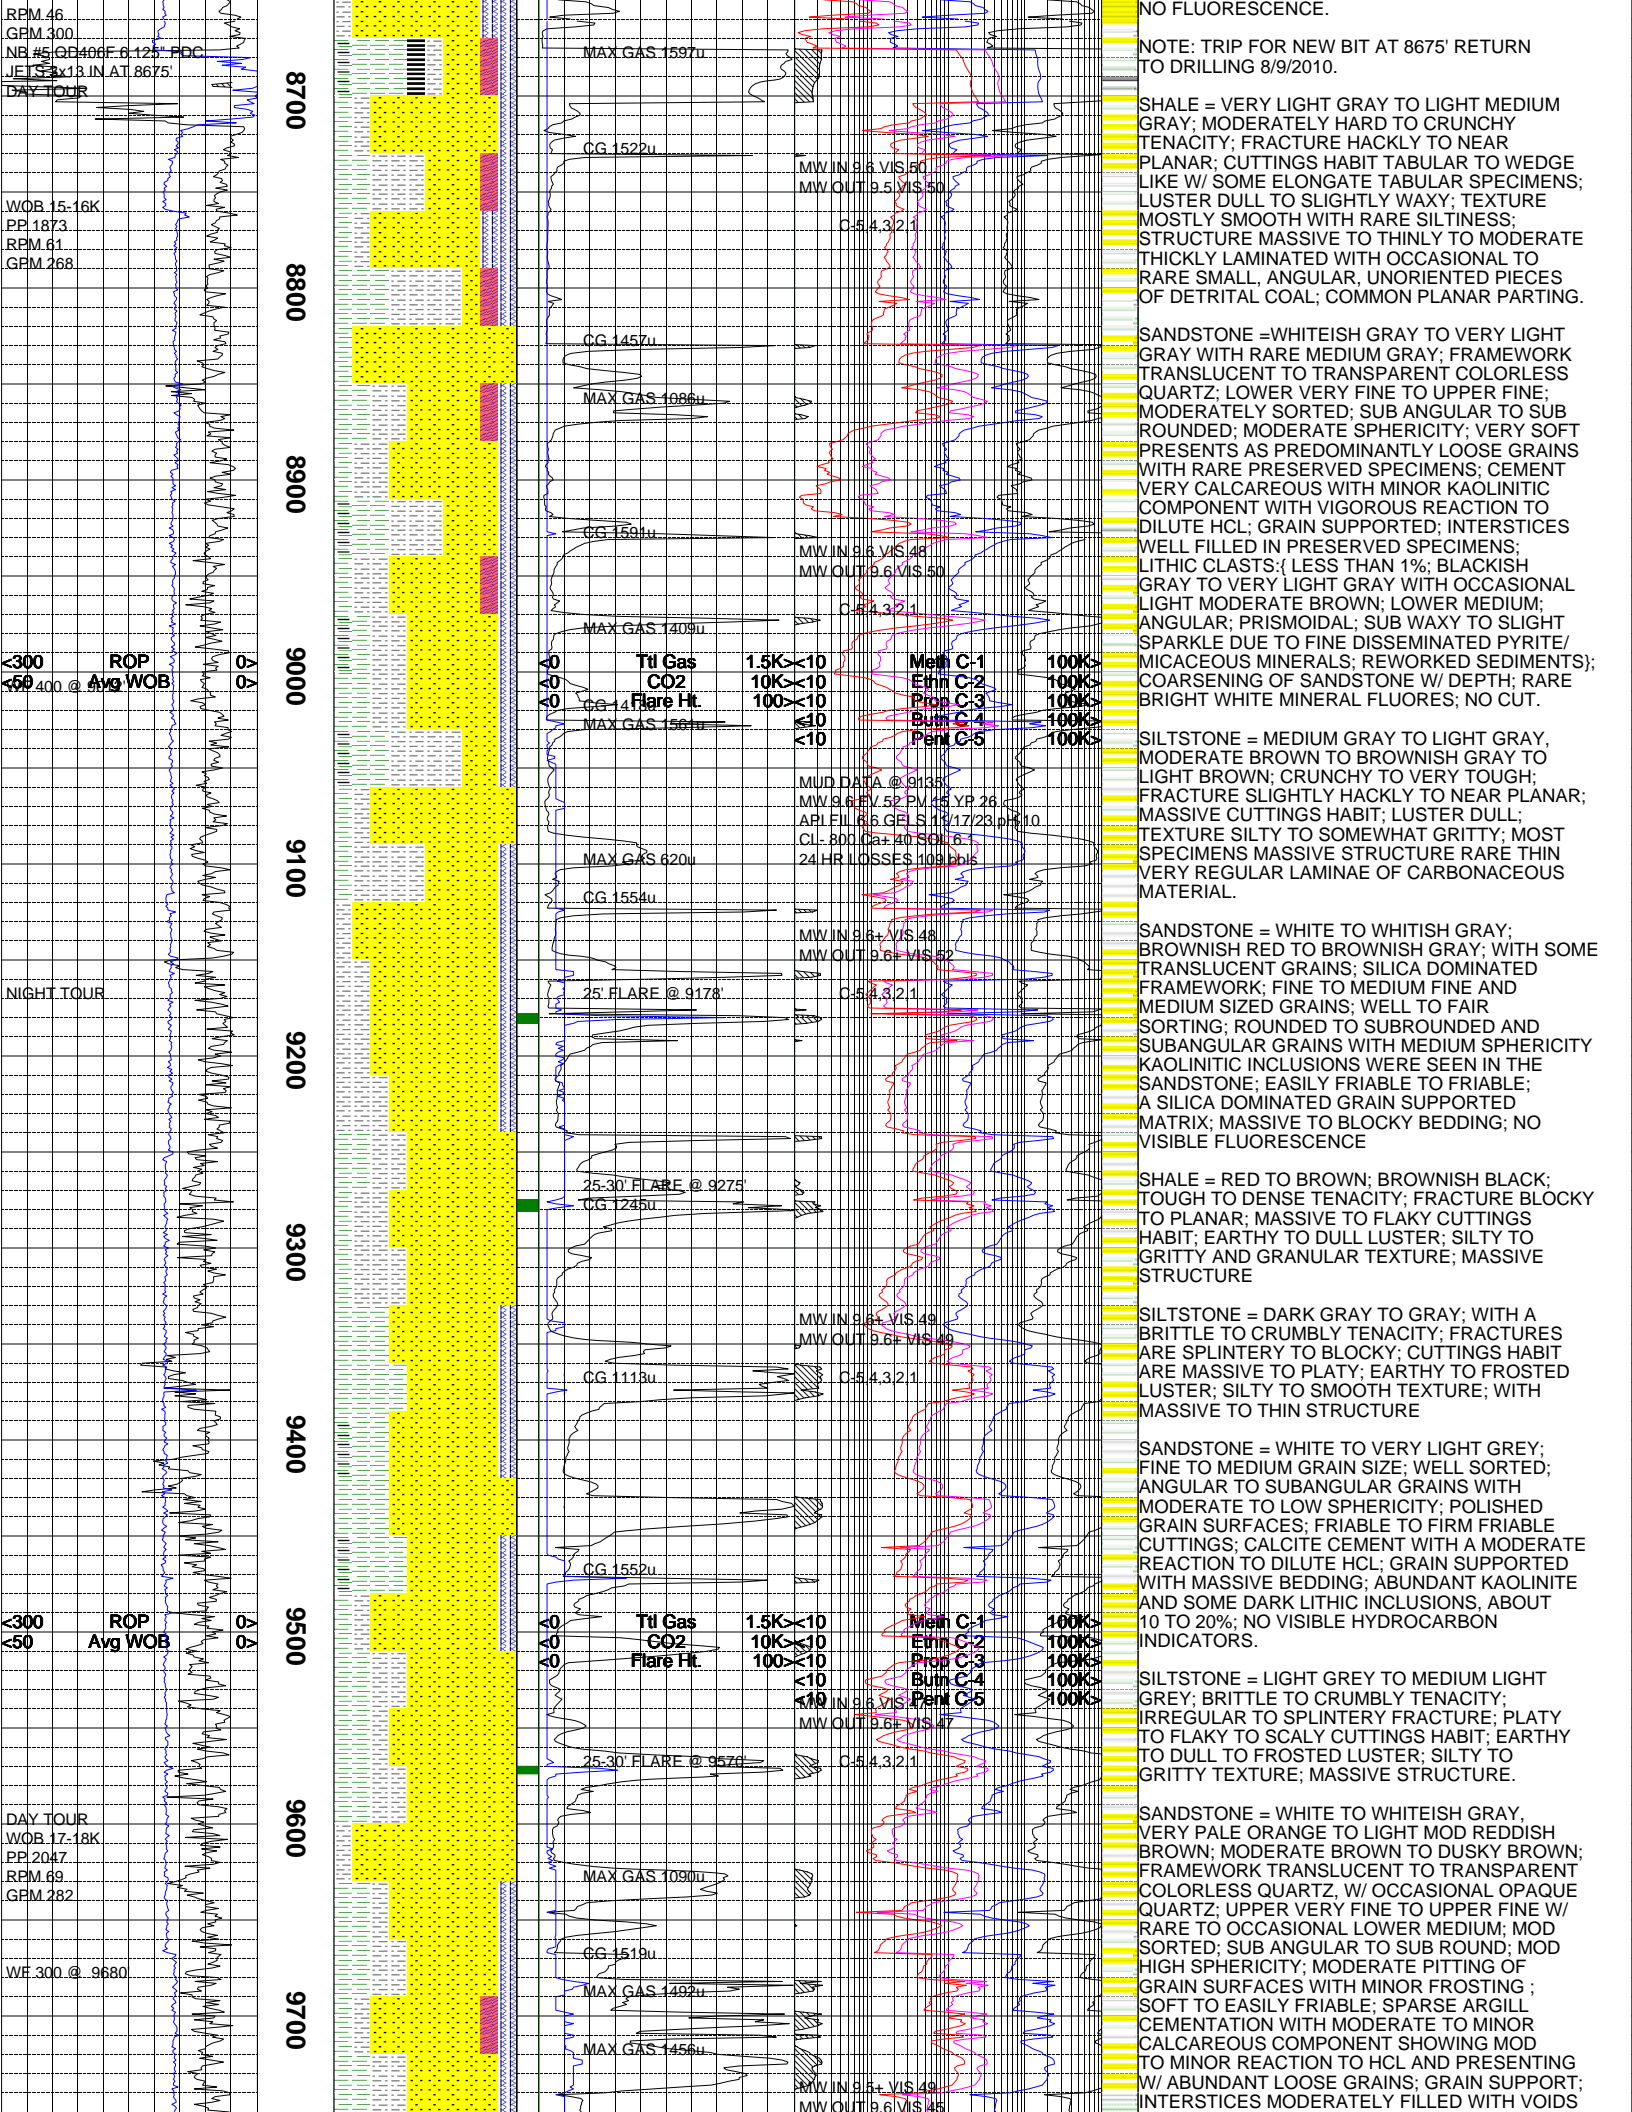 RPM 46
GPM 300
NB #5 QD406F 6.125" PDC
JETS 3x13 IN AT 8675'
DAY TOUR
WOB 15-16K
PP 1873
RPM 61
GPM 268
<300 ROP 0>
<50 Avg WOB 0>
NIGHT TOUR
<300 ROP 0>
<50 Avg WOB 0>
DAY TOUR
WOB 17-18K
PP 2047
RPM 69
GPM 282
WF 300 @ 9680'
8700
8800
8900
9000
9100
9200
9300
9400
9500
9600
9700
MAX GAS 1597u
CG 1522u
CG 1457u
MAX GAS 1086u
CG 1591u
MAX GAS 1409u
<0 Ttl Gas 1.5K>
<0 CO2 10K>
<0 Flare Ht. 100>
MAX GAS 1561u
MAX GAS 620u
CG 1554u
25' FLARE @ 9178'
25-30' FLARE @ 9275'
CG 1245u
CG 1113u
CG 1552u
<0 Ttl Gas 1.5K>
<0 CO2 10K>
<0 Flare Ht. 100>
25-30' FLARE @ 9570'
MAX GAS 1090u
CG 1519u
MAX GAS 1492u
MAX GAS 1456u
MW IN 9.6 VIS 50
MW OUT 9.5 VIS 50
C-5,4,3,2,1
MW IN 9.6 VIS 48
MW OUT 9.6 VIS 50
C-5,4,3,2,1
<10 Meth C-1 100K>
<10 Ethn C-2 100K>
<10 Prop C-3 100K>
<10 Butn C-4 100K>
<10 Pent C-5 100K>
MUD DATA @ 9135'
MW 9.6 FV 52 PV 15 YP 26
API FIL 6.6 GELS 11/17/23 pH 10
CL- 800 Ca+ 40 SOL 6.1
24 HR LOSSES 109 bbls
MW IN 9.6+ VIS 48
MW OUT 9.6+ VIS 52
C-5,4,3,2,1
MW IN 9.6+ VIS 49
MW OUT 9.6+ VIS 49
C-5,4,3,2,1
<10 Meth C-1 100K>
<10 Ethn C-2 100K>
<10 Prop C-3 100K>
<10 Butn C-4 100K>
<10 Pent C-5 100K>
MW IN 9.6 VIS
MW OUT 9.6+ VIS 47
C-5,4,3,2,1
MW IN 9.5+ VIS 49
MW OUT 9.6 VIS 45
NO FLUORESCENCE.
NOTE: TRIP FOR NEW BIT AT 8675' RETURN
TO DRILLING 8/9/2010.
SHALE = VERY LIGHT GRAY TO LIGHT MEDIUM
GRAY; MODERATELY HARD TO CRUNCHY
TENACITY; FRACTURE HACKLY TO NEAR
PLANAR; CUTTINGS HABIT TABULAR TO WEDGE
LIKE W/ SOME ELONGATE TABULAR SPECIMENS;
LUSTER DULL TO SLIGHTLY WAXY; TEXTURE
MOSTLY SMOOTH WITH RARE SILTINESS;
STRUCTURE MASSIVE TO THINLY TO MODERATE
THICKLY LAMINATED WITH OCCASIONAL TO
RARE SMALL, ANGULAR, UNORIENTED PIECES
OF DETRITAL COAL; COMMON PLANAR PARTING.
SANDSTONE =WHITEISH GRAY TO VERY LIGHT
GRAY WITH RARE MEDIUM GRAY; FRAMEWORK
TRANSLUCENT TO TRANSPARENT COLORLESS
QUARTZ; LOWER VERY FINE TO UPPER FINE;
MODERATELY SORTED; SUB ANGULAR TO SUB
ROUNDED; MODERATE SPHERICITY; VERY SOFT
PRESENTS AS PREDOMINANTLY LOOSE GRAINS
WITH RARE PRESERVED SPECIMENS; CEMENT
VERY CALCAREOUS WITH MINOR KAOLINITIC
COMPONENT WITH VIGOROUS REACTION TO
DILUTE HCL; GRAIN SUPPORTED; INTERSTICES
WELL FILLED IN PRESERVED SPECIMENS;
LITHIC CLASTS:{ LESS THAN 1%; BLACKISH
GRAY TO VERY LIGHT GRAY WITH OCCASIONAL
LIGHT MODERATE BROWN; LOWER MEDIUM;
ANGULAR; PRISMOIDAL; SUB WAXY TO SLIGHT
SPARKLE DUE TO FINE DISSEMINATED PYRITE/
MICACEOUS MINERALS; REWORKED SEDIMENTS};
COARSENING OF SANDSTONE W/ DEPTH; RARE
BRIGHT WHITE MINERAL FLUORES; NO CUT.
SILTSTONE = MEDIUM GRAY TO LIGHT GRAY,
MODERATE BROWN TO BROWNISH GRAY TO
LIGHT BROWN; CRUNCHY TO VERY TOUGH;
FRACTURE SLIGHTLY HACKLY TO NEAR PLANAR;
MASSIVE CUTTINGS HABIT; LUSTER DULL;
TEXTURE SILTY TO SOMEWHAT GRITTY; MOST
SPECIMENS MASSIVE STRUCTURE RARE THIN
VERY REGULAR LAMINAE OF CARBONACEOUS
MATERIAL.
SANDSTONE = WHITE TO WHITISH GRAY;
BROWNISH RED TO BROWNISH GRAY; WITH SOME
TRANSLUCENT GRAINS; SILICA DOMINATED
FRAMEWORK; FINE TO MEDIUM FINE AND
MEDIUM SIZED GRAINS; WELL TO FAIR
SORTING; ROUNDED TO SUBROUNDED AND
SUBANGULAR GRAINS WITH MEDIUM SPHERICITY
KAOLINITIC INCLUSIONS WERE SEEN IN THE
SANDSTONE; EASILY FRIABLE TO FRIABLE;
A SILICA DOMINATED GRAIN SUPPORTED
MATRIX; MASSIVE TO BLOCKY BEDDING; NO
VISIBLE FLUORESCENCE
SHALE = RED TO BROWN; BROWNISH BLACK;
TOUGH TO DENSE TENACITY; FRACTURE BLOCKY
TO PLANAR; MASSIVE TO FLAKY CUTTINGS
HABIT; EARTHY TO DULL LUSTER; SILTY TO
GRITTY AND GRANULAR TEXTURE; MASSIVE
STRUCTURE
SILTSTONE = DARK GRAY TO GRAY; WITH A
BRITTLE TO CRUMBLY TENACITY; FRACTURES
ARE SPLINTERY TO BLOCKY; CUTTINGS HABIT
ARE MASSIVE TO PLATY; EARTHY TO FROSTED
LUSTER; SILTY TO SMOOTH TEXTURE; WITH
MASSIVE TO THIN STRUCTURE
SANDSTONE = WHITE TO VERY LIGHT GREY;
FINE TO MEDIUM GRAIN SIZE; WELL SORTED;
ANGULAR TO SUBANGULAR GRAINS WITH
MODERATE TO LOW SPHERICITY; POLISHED
GRAIN SURFACES; FRIABLE TO FIRM FRIABLE
CUTTINGS; CALCITE CEMENT WITH A MODERATE
REACTION TO DILUTE HCL; GRAIN SUPPORTED
WITH MASSIVE BEDDING; ABUNDANT KAOLINITE
AND SOME DARK LITHIC INCLUSIONS, ABOUT
10 TO 20%; NO VISIBLE HYDROCARBON
INDICATORS.
SILTSTONE = LIGHT GREY TO MEDIUM LIGHT
GREY; BRITTLE TO CRUMBLY TENACITY;
IRREGULAR TO SPLINTERY FRACTURE; PLATY
TO FLAKY TO SCALY CUTTINGS HABIT; EARTHY
TO DULL TO FROSTED LUSTER; SILTY TO
GRITTY TEXTURE; MASSIVE STRUCTURE.
SANDSTONE = WHITE TO WHITEISH GRAY,
VERY PALE ORANGE TO LIGHT MOD REDDISH
BROWN; MODERATE BROWN TO DUSKY BROWN;
FRAMEWORK TRANSLUCENT TO TRANSPARENT
COLORLESS QUARTZ, W/ OCCASIONAL OPAQUE
QUARTZ; UPPER VERY FINE TO UPPER FINE W/
RARE TO OCCASIONAL LOWER MEDIUM; MOD
SORTED; SUB ANGULAR TO SUB ROUND; MOD
HIGH SPHERICITY; MODERATE PITTING OF
GRAIN SURFACES WITH MINOR FROSTING ;
SOFT TO EASILY FRIABLE; SPARSE ARGILL
CEMENTATION WITH MODERATE TO MINOR
CALCAREOUS COMPONENT SHOWING MOD
TO MINOR REACTION TO HCL AND PRESENTING
W/ ABUNDANT LOOSE GRAINS; GRAIN SUPPORT;
INTERSTICES MODERATELY FILLED WITH VOIDS